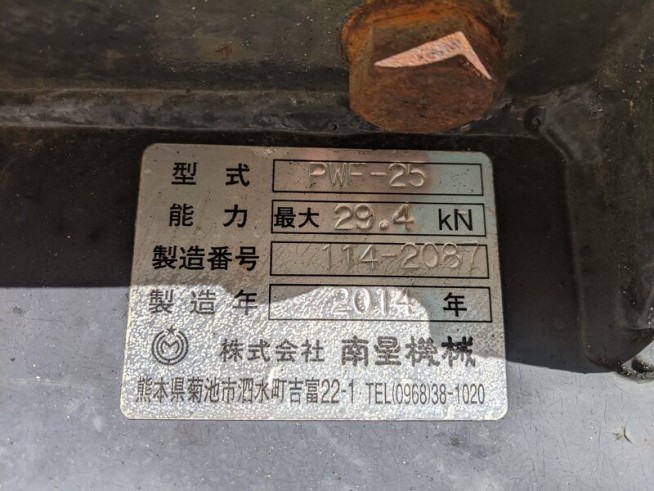 型式 PWF-25
能力 最大 29.4 kN
製造番号 114-2087
製造年 2014 年
株式会社 南星機械
熊本県菊池市泗水町吉富22-1 TEL(0968)38-1020